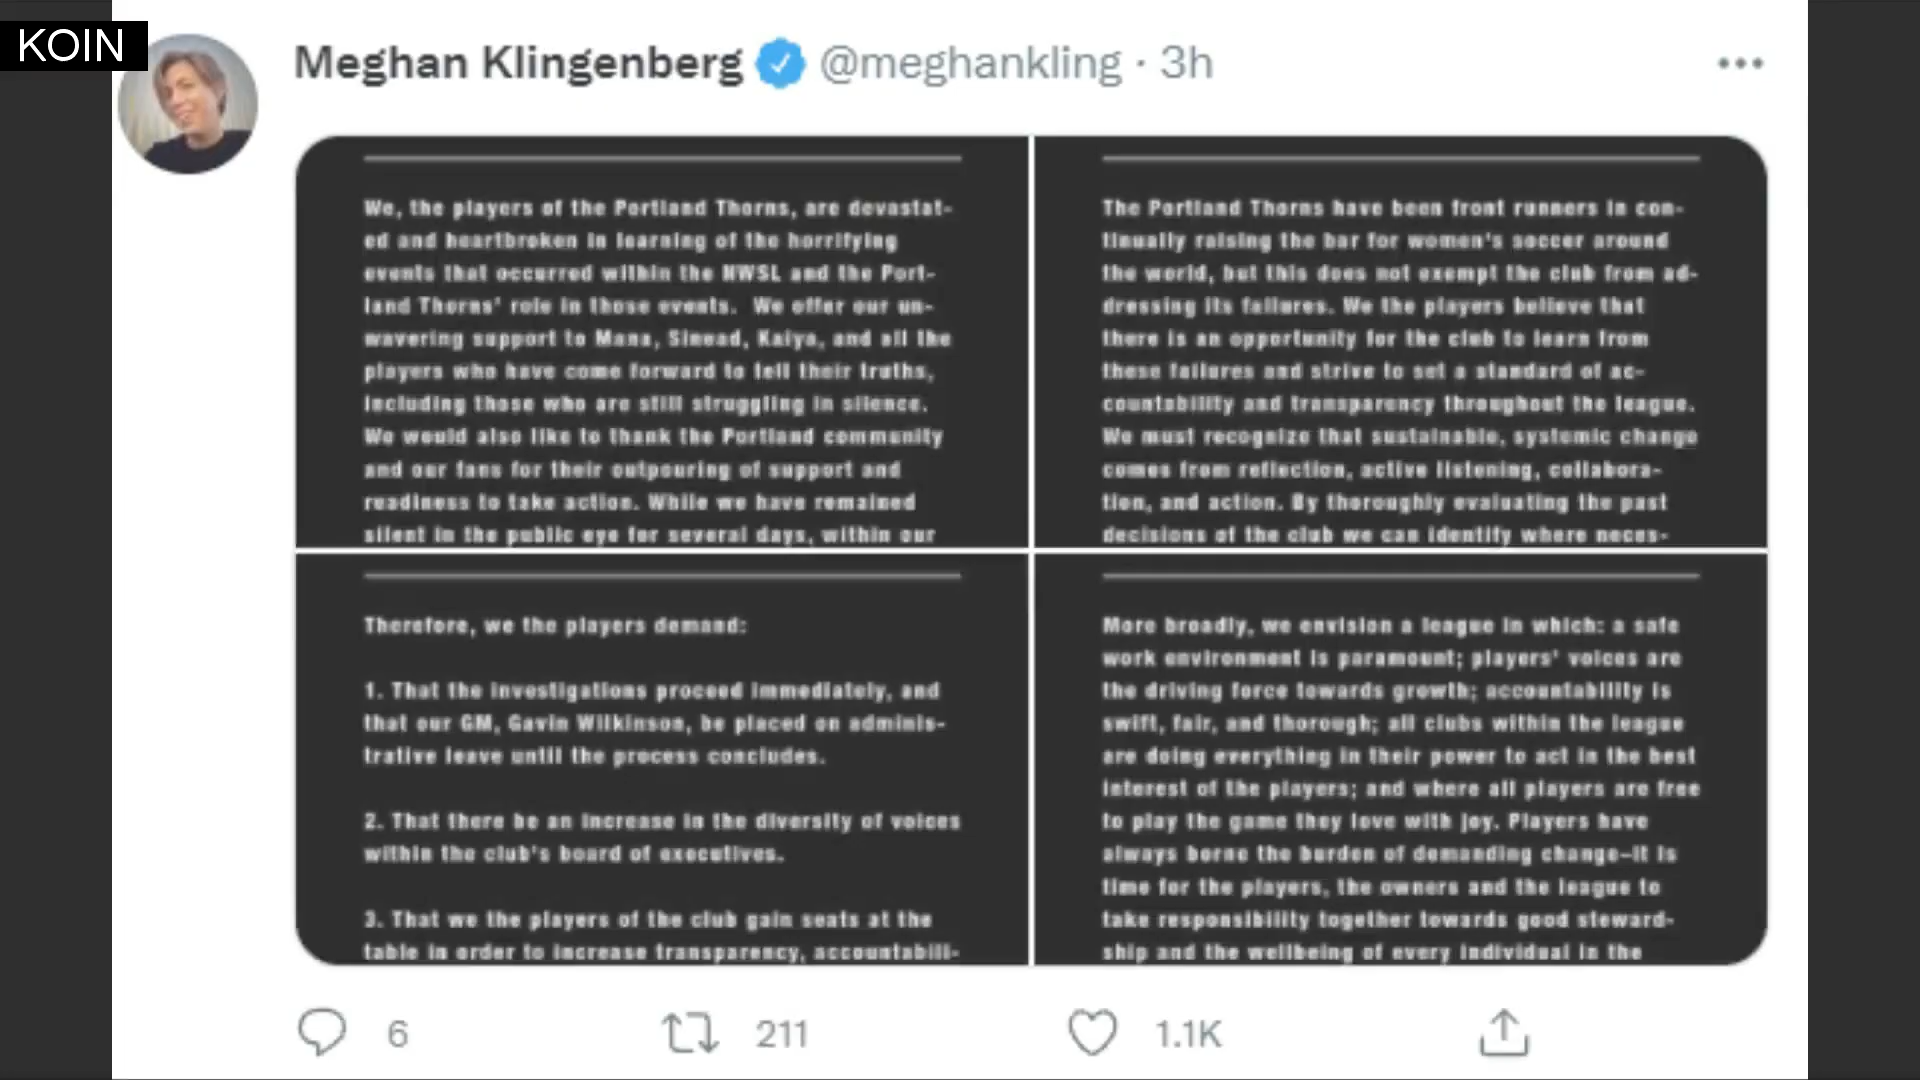 KOIN
Meghan Klingenberg @meghankling · 3h
We, the players of the Portland Thorns, are devastat-
ed and heartbroken in learning of the horrifying
events that occurred within the NWSL and the Port-
land Thorns' role in those events. We offer our un-
wavering support to Mana, Sinead, Kaiya, and all the
players who have come forward to tell their truths,
including those who are still struggling in silence.
We would also like to thank the Portland community
and our fans for their outpouring of support and
readiness to take action. While we have remained
silent in the public eye for several days, within our
The Portland Thorns have been front runners in con-
tinually raising the bar for women's soccer around
the world, but this does not exempt the club from ad-
dressing its failures. We the players believe that
there is an opportunity for the club to learn from
these failures and strive to set a standard of ac-
countability and transparency throughout the league.
We must recognize that sustainable, systemic change
comes from reflection, active listening, collabora-
tion, and action. By thoroughly evaluating the past
decisions of the club we can identify where neces-
Therefore, we the players demand:
1. That the investigations proceed immediately, and
that our GM, Gavin Wilkinson, be placed on adminis-
trative leave until the process concludes.
2. That there be an increase in the diversity of voices
within the club's board of executives.
3. That we the players of the club gain seats at the
table in order to increase transparency, accountabili-
More broadly, we envision a league in which: a safe
work environment is paramount; players' voices are
the driving force towards growth; accountability is
swift, fair, and thorough; all clubs within the league
are doing everything in their power to act in the best
interest of the players; and where all players are free
to play the game they love with joy. Players have
always borne the burden of demanding change—it is
time for the players, the owners and the league to
take responsibility together towards good steward-
ship and the wellbeing of every individual in the
6 211 1.1K